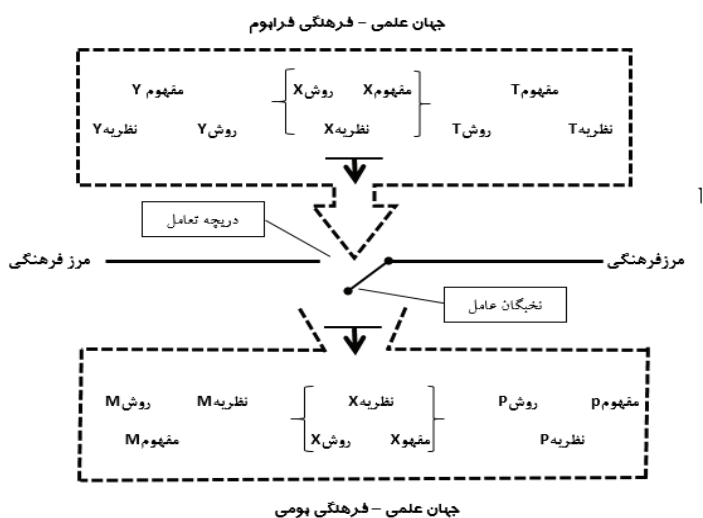 جهان علمی – فرهنگی فرابوم
مفهومT مفهومX روشX مفهوم Y
نظریهT روشT نظریهX روشY نظریهY
دریچه تعامل
مرزفرهنگی مرز فرهنگی
نخبگان عامل
مفهومp روشP نظریهX نظریهM روشM
نظریهP مفهوX روشX مفهومM
جهان علمی – فرهنگی بومی